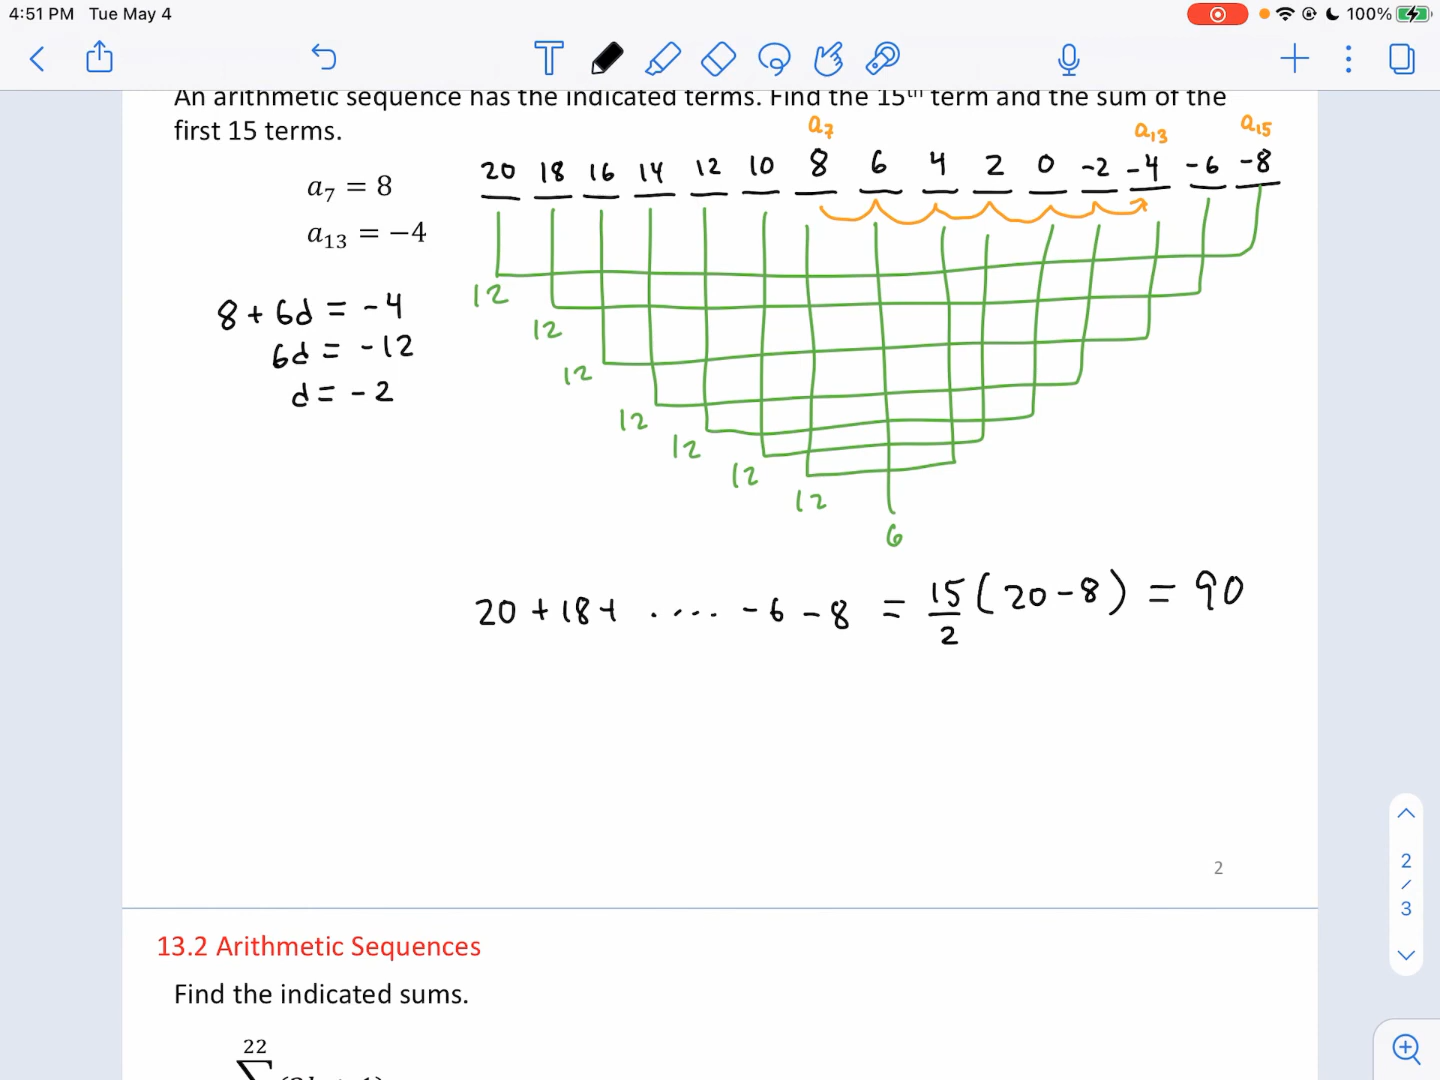 4:51 PM Tue May 4
100%
An arithmetic sequence has the indicated terms. Find the 15th term and the sum of the
first 15 terms.
a₇ a₁₃ a₁₅
20 18 16 14 12 10 8 6 4 2 0 -2 -4 -6 -8
a₇ = 8
a₁₃ = −4
8 + 6d = -4
6d = -12
d = -2
12
12
12
12
12
12
12
6
20 + 18 + ..... -6 -8 = 15/2 (20 - 8) = 90
2
2
/
3
13.2 Arithmetic Sequences
Find the indicated sums.
22